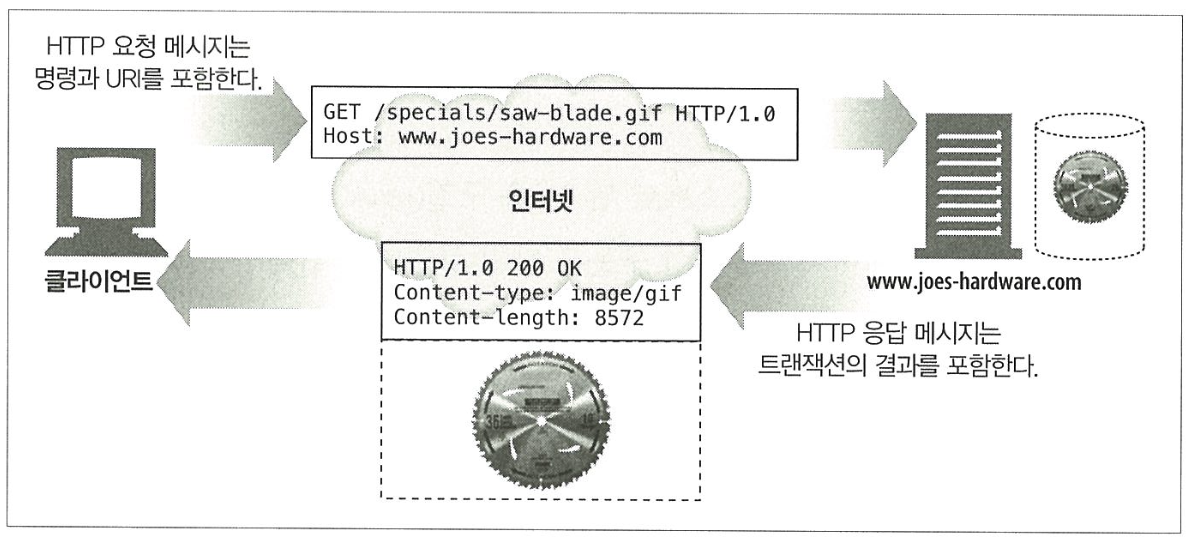 HTTP 요청 메시지는
명령과 URI를 포함한다.
GET /specials/saw-blade.gif HTTP/1.0
Host: www.joes-hardware.com
인터넷
클라이언트
www.joes-hardware.com
HTTP/1.0 200 OK
Content-type: image/gif
Content-length: 8572
HTTP 응답 메시지는
트랜잭션의 결과를 포함한다.